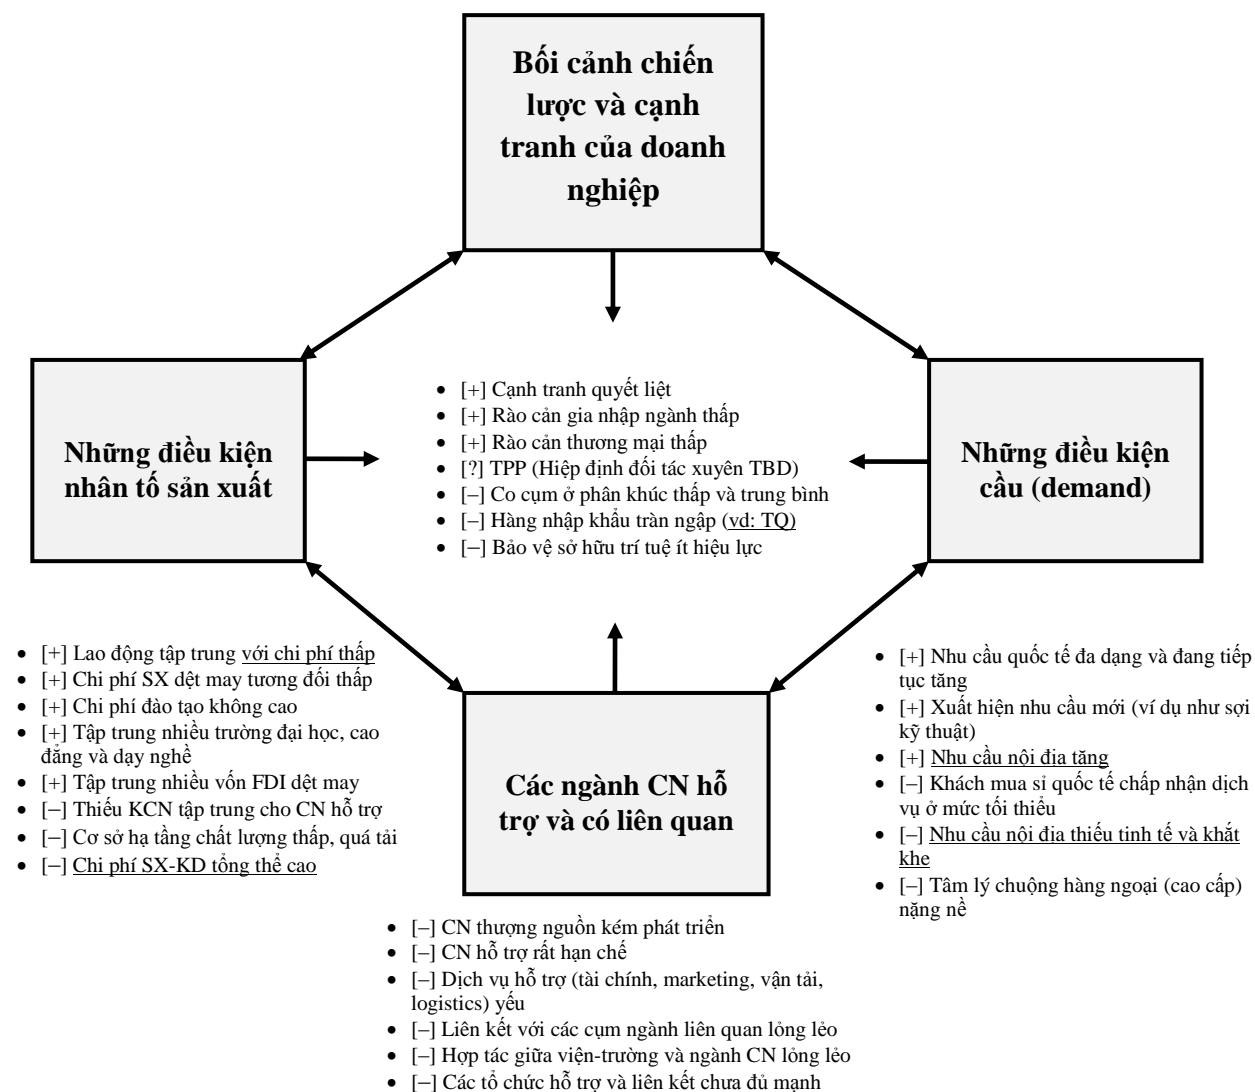 Bối cảnh chiến
lược và cạnh
tranh của doanh
nghiệp
Những điều kiện
nhân tố sản xuất
• [+] Cạnh tranh quyết liệt
• [+] Rào cản gia nhập ngành thấp
• [+] Rào cản thương mại thấp
• [?] TPP (Hiệp định đối tác xuyên TBD)
• [–] Co cụm ở phân khúc thấp và trung bình
• [–] Hàng nhập khẩu tràn ngập (vd: TQ)
• [–] Bảo vệ sở hữu trí tuệ ít hiệu lực
Những điều kiện
cầu (demand)
• [+] Lao động tập trung với chi phí thấp
• [+] Chi phí SX dệt may tương đối thấp
• [+] Chi phí đào tạo không cao
• [+] Tập trung nhiều trường đại học, cao
đẳng và dạy nghề
• [+] Tập trung nhiều vốn FDI dệt may
• [–] Thiếu KCN tập trung cho CN hỗ trợ
• [–] Cơ sở hạ tầng chất lượng thấp, quá tải
• [–] Chi phí SX-KD tổng thể cao
Các ngành CN hỗ
trợ và có liên quan
• [+] Nhu cầu quốc tế đa dạng và đang tiếp
tục tăng
• [+] Xuất hiện nhu cầu mới (ví dụ như sợi
kỹ thuật)
• [+] Nhu cầu nội địa tăng
• [–] Khách mua sỉ quốc tế chấp nhận dịch
vụ ở mức tối thiểu
• [–] Nhu cầu nội địa thiếu tinh tế và khắt
khe
• [–] Tâm lý chuộng hàng ngoại (cao cấp)
nặng nề
• [–] CN thượng nguồn kém phát triển
• [–] CN hỗ trợ rất hạn chế
• [–] Dịch vụ hỗ trợ (tài chính, marketing, vận tải,
logistics) yếu
• [–] Liên kết với các cụm ngành liên quan lỏng lẻo
• [–] Hợp tác giữa viện-trường và ngành CN lỏng lẻo
• [–] Các tổ chức hỗ trợ và liên kết chưa đủ mạnh